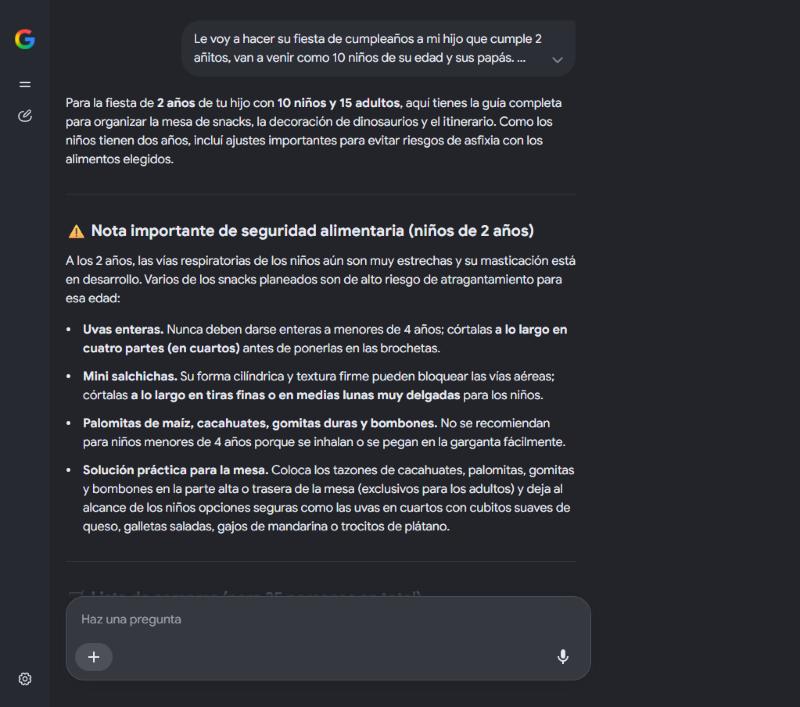 Le voy a hacer su fiesta de cumpleaños a mi hijo que cumple 2
añitos, van a venir como 10 niños de su edad y sus papás. ...
Para la fiesta de 2 años de tu hijo con 10 niños y 15 adultos, aquí tienes la guía completa
para organizar la mesa de snacks, la decoración de dinosaurios y el itinerario. Como los
niños tienen dos años, incluí ajustes importantes para evitar riesgos de asfixia con los
alimentos elegidos.
Nota importante de seguridad alimentaria (niños de 2 años)
A los 2 años, las vías respiratorias de los niños aún son muy estrechas y su masticación está
en desarrollo. Varios de los snacks planeados son de alto riesgo de atragantamiento para
esa edad:
• Uvas enteras. Nunca deben darse enteras a menores de 4 años; córtalas a lo largo en
cuatro partes (en cuartos) antes de ponerlas en las brochetas.
• Mini salchichas. Su forma cilíndrica y textura firme pueden bloquear las vías aéreas;
córtalas a lo largo en tiras finas o en medias lunas muy delgadas para los niños.
• Palomitas de maíz, cacahuates, gomitas duras y bombones. No se recomiendan
para niños menores de 4 años porque se inhalan o se pegan en la garganta fácilmente.
• Solución práctica para la mesa. Coloca los tazones de cacahuates, palomitas, gomitas
y bombones en la parte alta o trasera de la mesa (exclusivos para los adultos) y deja al
alcance de los niños opciones seguras como las uvas en cuartos con cubitos suaves de
queso, galletas saladas, gajos de mandarina o trocitos de plátano.
Haz una pregunta